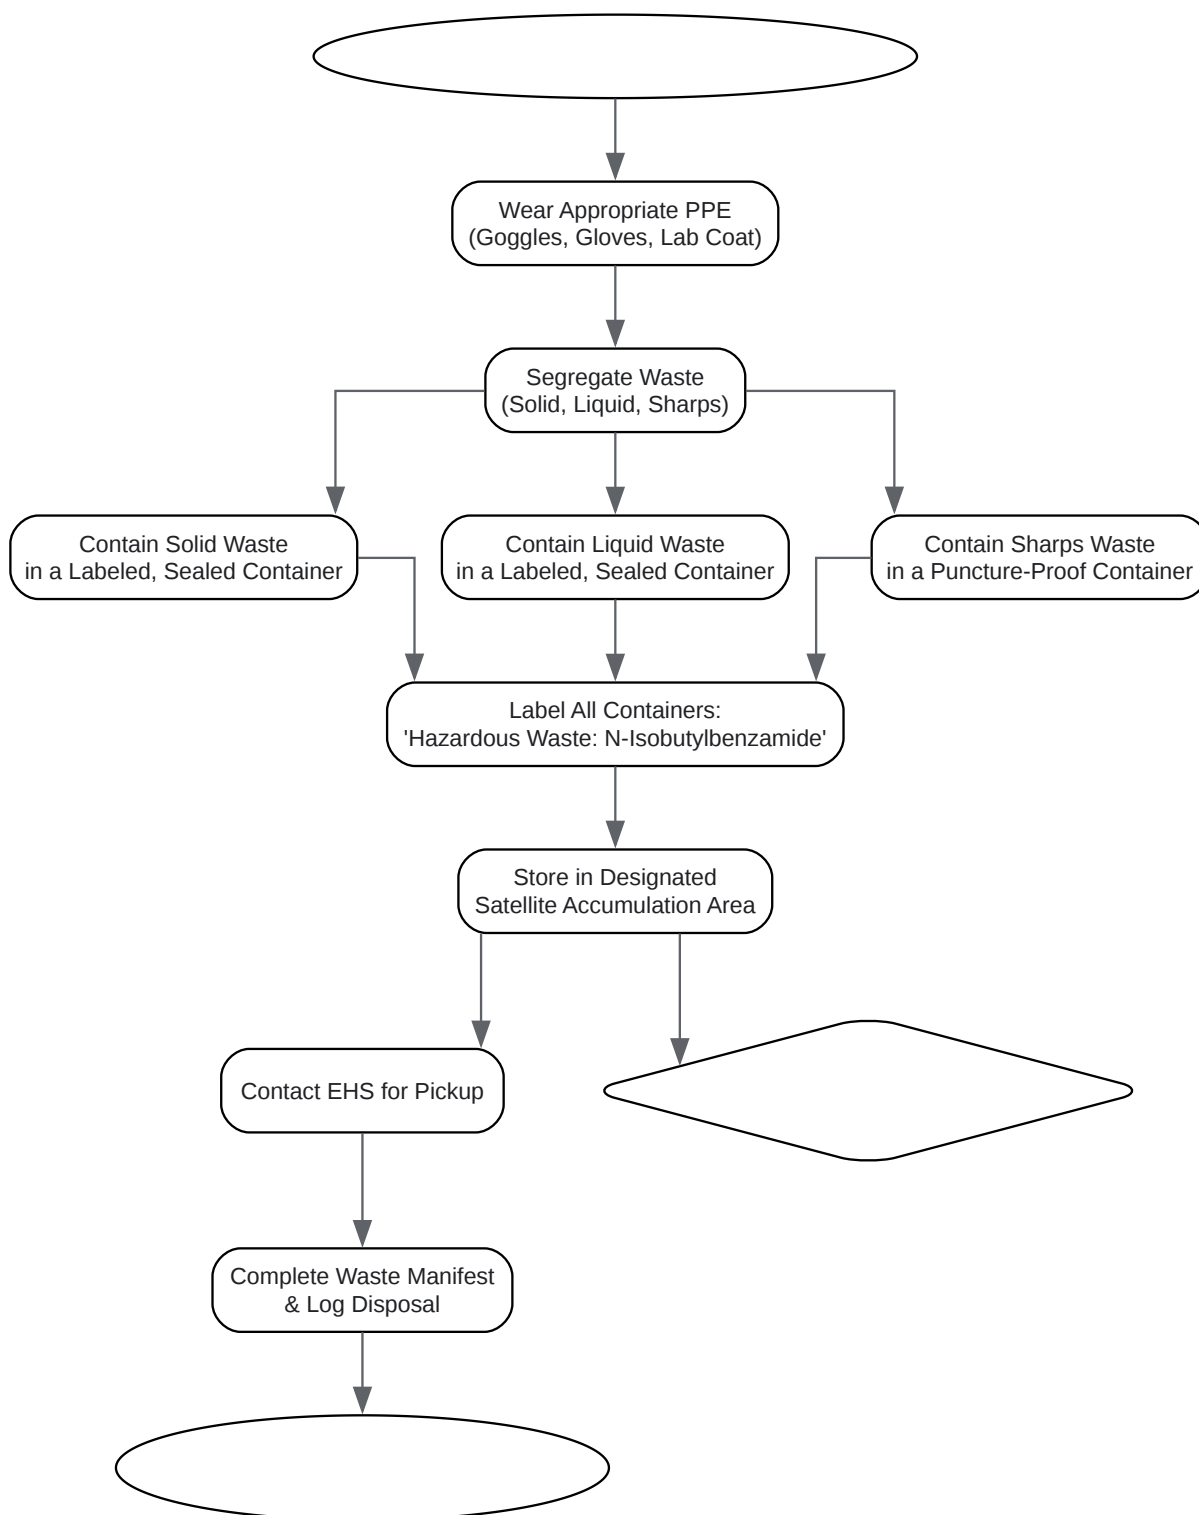 Wear Appropriate PPE
(Goggles, Gloves, Lab Coat)
Segregate Waste
(Solid, Liquid, Sharps)
Contain Solid Waste
in a Labeled, Sealed Container
Contain Liquid Waste
in a Labeled, Sealed Container
Contain Sharps Waste
in a Puncture-Proof Container
Label All Containers:
'Hazardous Waste: N-Isobutylbenzamide'
Store in Designated
Satellite Accumulation Area
Contact EHS for Pickup
Complete Waste Manifest
& Log Disposal